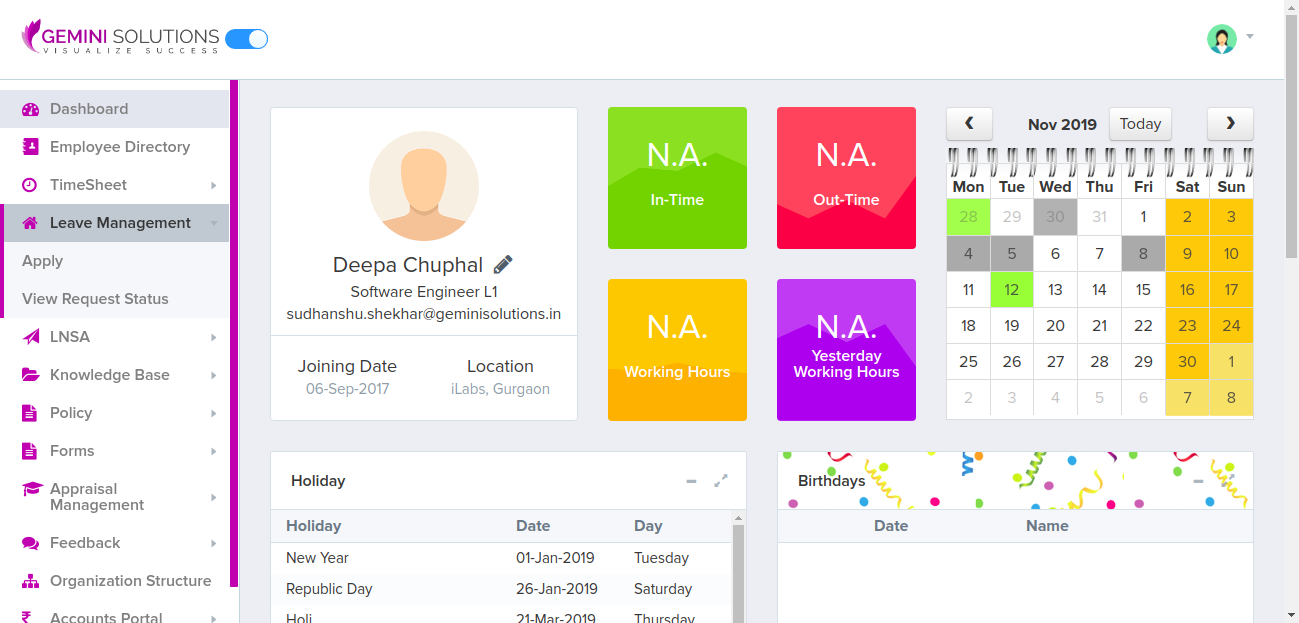 GEMINI SOLUTIONS
VISUALIZE SUCCESS
Dashboard
Employee Directory
TimeSheet
Leave Management
Apply
View Request Status
LNSA
Knowledge Base
Policy
Forms
Appraisal
Management
Feedback
Organization Structure
Accounts Portal
Deepa Chuphal
Software Engineer L1
sudhanshu.shekhar@geminisolutions.in
Joining Date Location
06-Sep-2017 iLabs, Gurgaon
N.A.
In-Time
N.A.
Out-Time
N.A.
Working Hours
N.A.
Yesterday
Working Hours
Nov 2019 Today
Mon Tue Wed Thu Fri Sat Sun
28 29 30 31 1 2 3
4 5 6 7 8 9 10
11 12 13 14 15 16 17
18 19 20 21 22 23 24
25 26 27 28 29 30 1
2 3 4 5 6 7 8
Holiday
Holiday Date Day
New Year 01-Jan-2019 Tuesday
Republic Day 26-Jan-2019 Saturday
Holi 21-Mar-2019 Thursday
Birthdays
Date Name